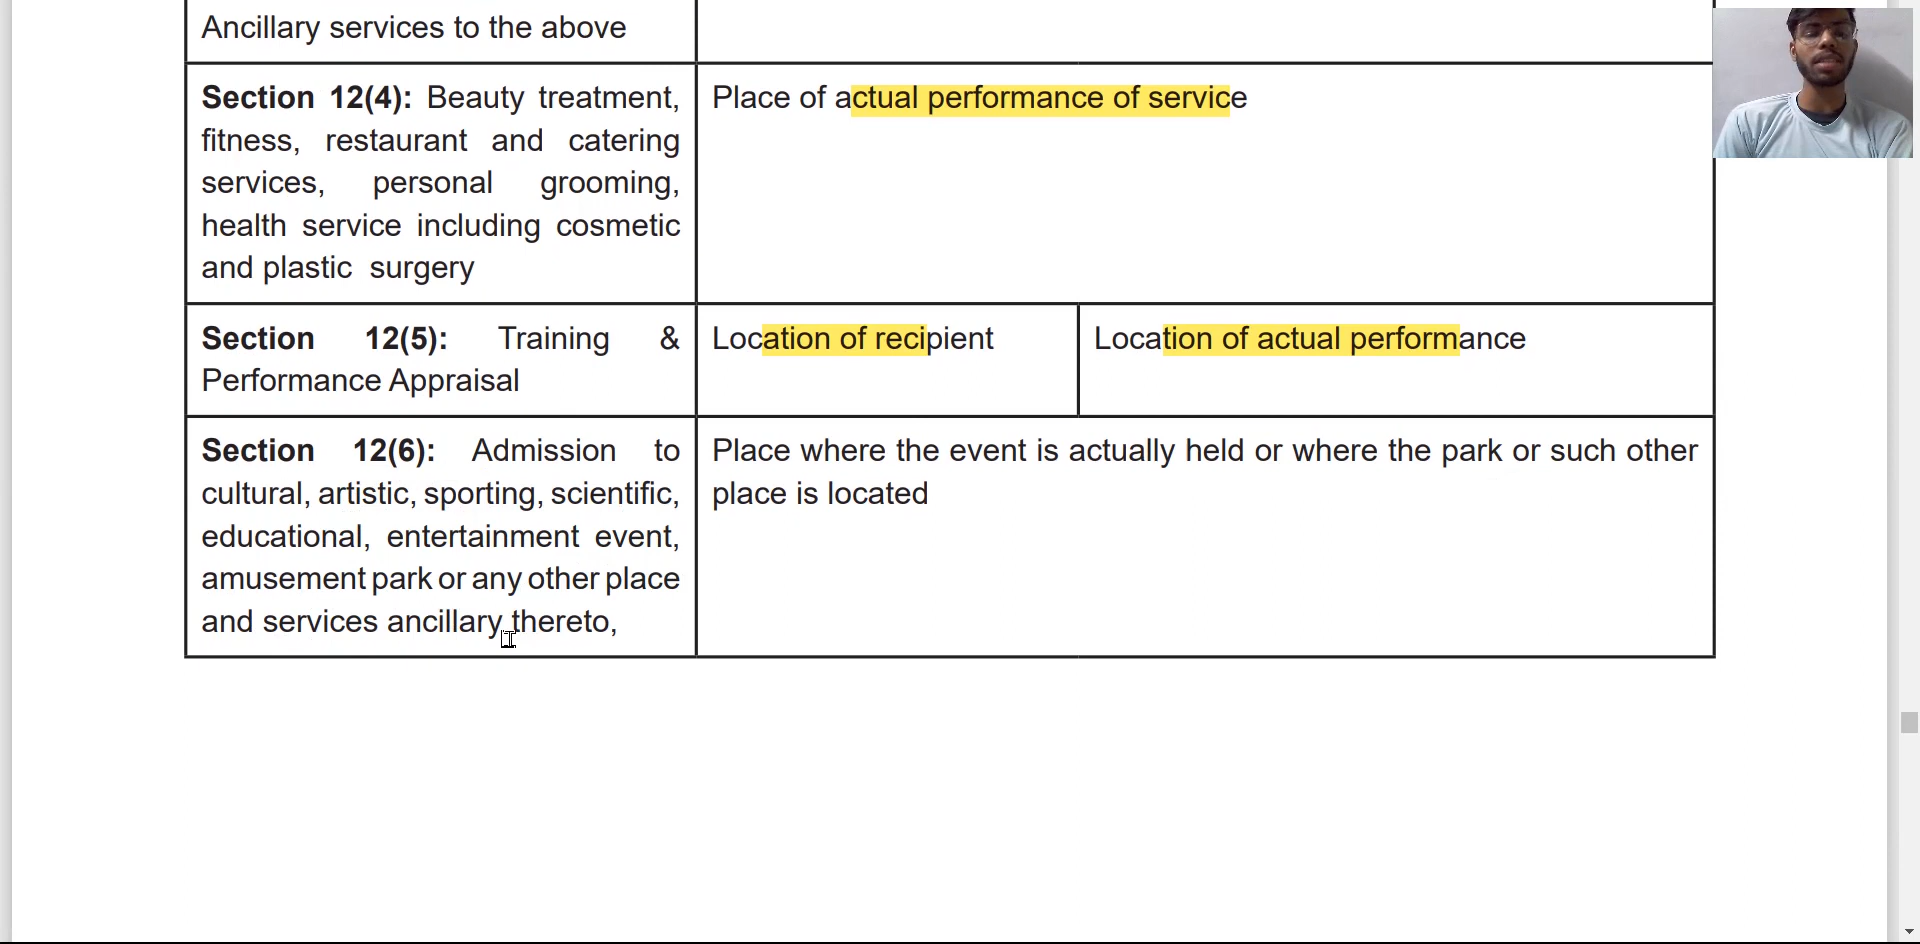 Ancillary services to the above
Section 12(4): Beauty treatment,
fitness, restaurant and catering
services, personal grooming,
health service including cosmetic
and plastic surgery
Place of actual performance of service
Section 12(5): Training &
Performance Appraisal
Location of recipient
Location of actual performance
Section 12(6): Admission to
cultural, artistic, sporting, scientific,
educational, entertainment event,
amusement park or any other place
and services ancillary thereto,
Place where the event is actually held or where the park or such other
place is located